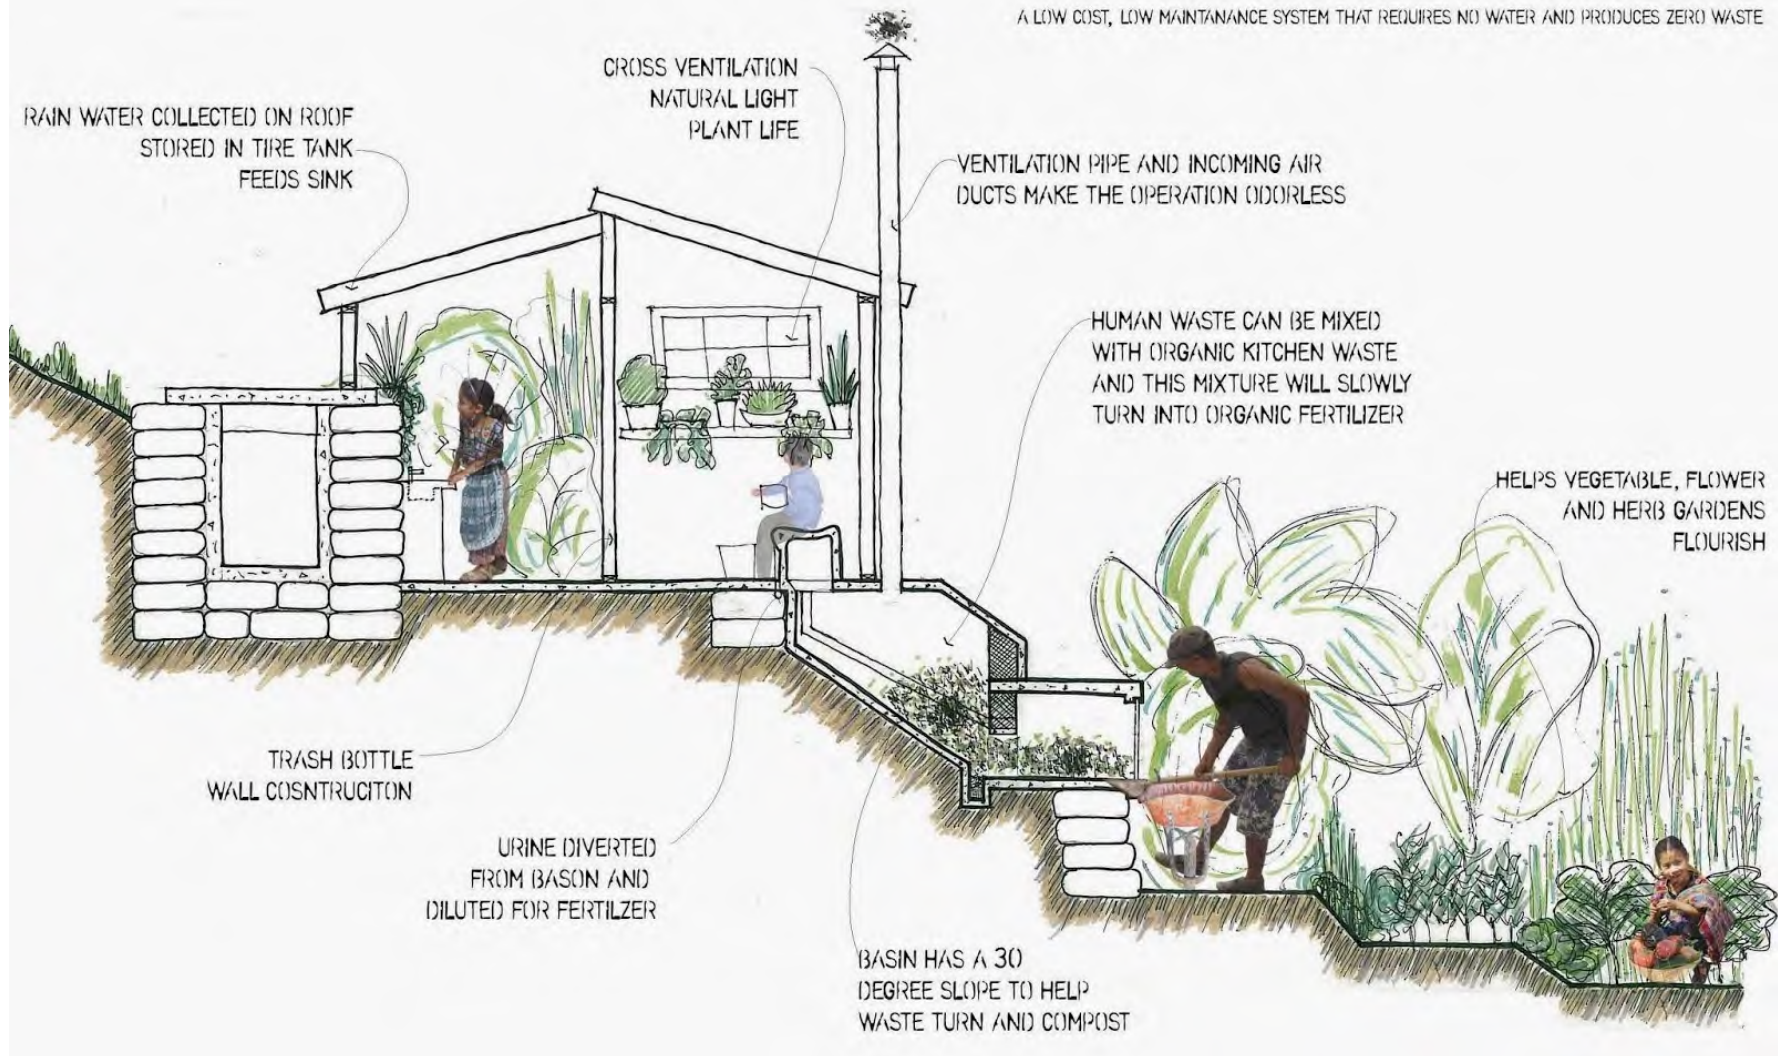 A LOW COST, LOW MAINTANANCE SYSTEM THAT REQUIRES NO WATER AND PRODUCES ZERO WASTE
CROSS VENTILATION
NATURAL LIGHT
PLANT LIFE
RAIN WATER COLLECTED ON ROOF
STORED IN TIRE TANK
FEEDS SINK
VENTILATION PIPE AND INCOMING AIR
DUCTS MAKE THE OPERATION ODORLESS
HUMAN WASTE CAN BE MIXED
WITH ORGANIC KITCHEN WASTE
AND THIS MIXTURE WILL SLOWLY
TURN INTO ORGANIC FERTILIZER
HELPS VEGETABLE, FLOWER
AND HERB GARDENS
FLOURISH
TRASH BOTTLE
WALL COSNTRUCITON
URINE DIVERTED
FROM BASON AND
DILUTED FOR FERTILZER
BASIN HAS A 30
DEGREE SLOPE TO HELP
WASTE TURN AND COMPOST